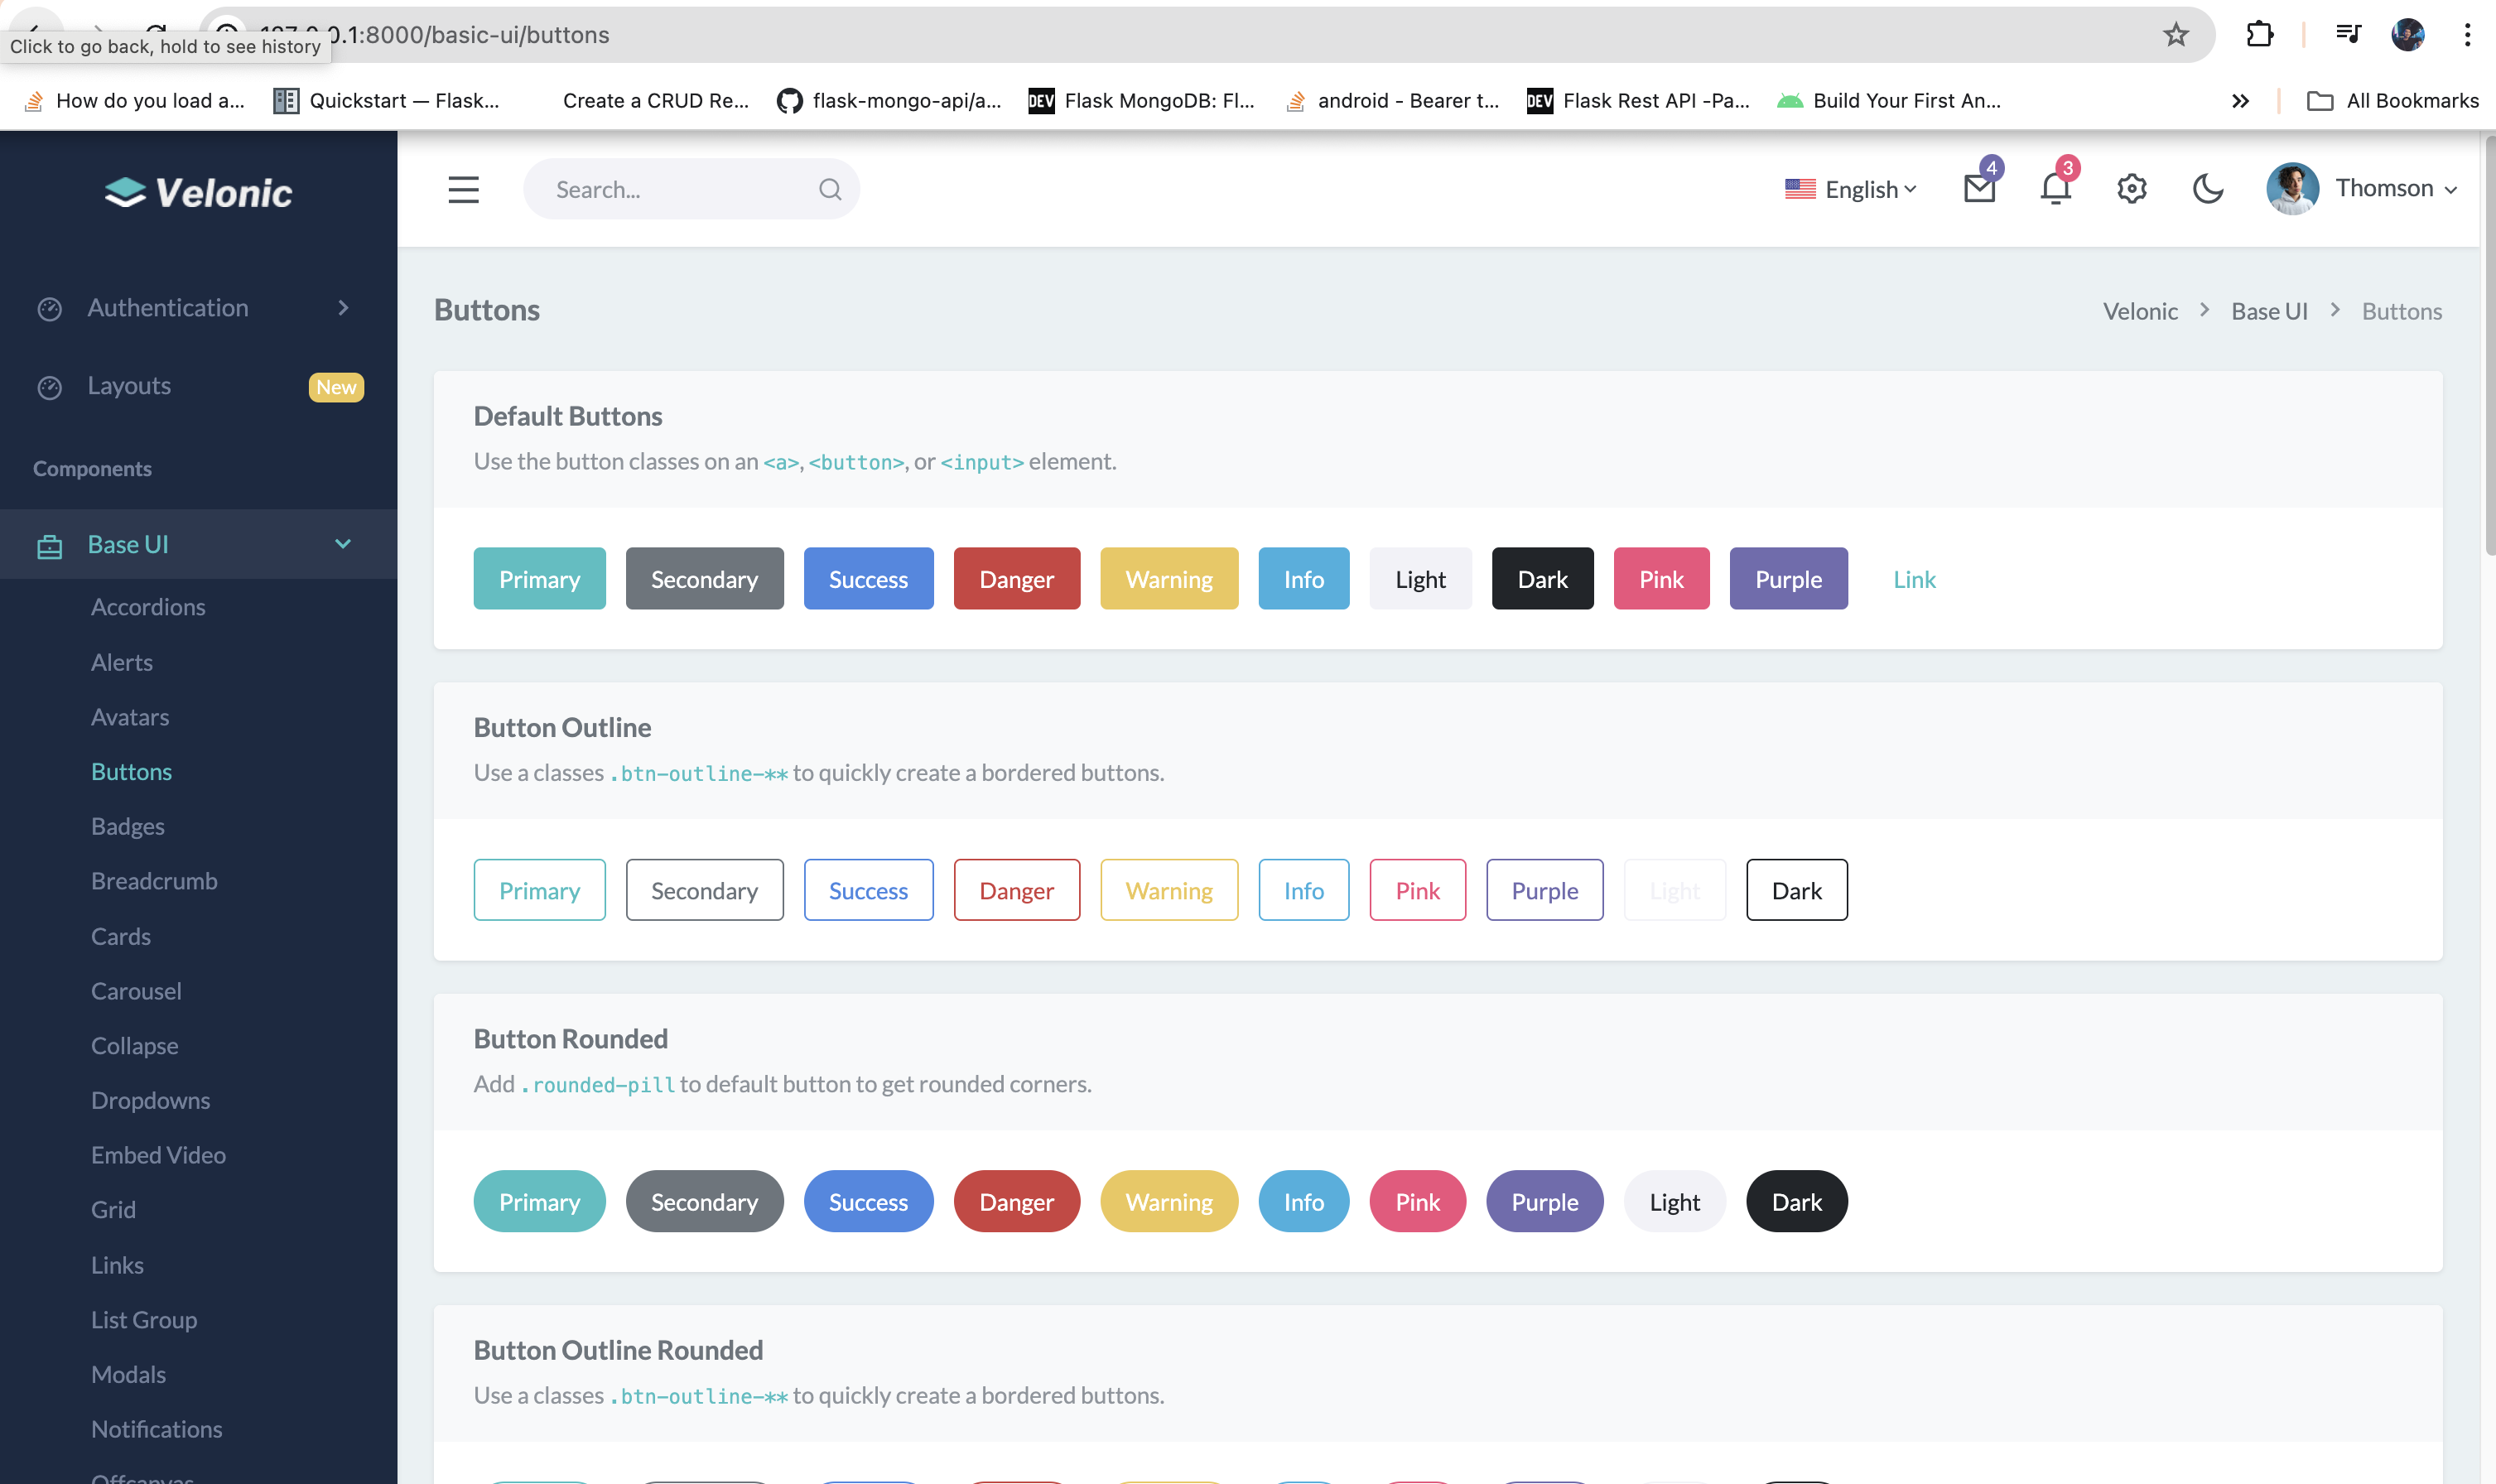 Click to go back, hold to see history
0.1:8000/basic-ui/buttons
How do you load a...
Quickstart — Flask...
Create a CRUD Re...
flask-mongo-api/a...
DEV Flask MongoDB: Fl...
android - Bearer t...
DEV Flask Rest API -Pa...
Build Your First An...
All Bookmarks
Velonic
Search...
English
4
3
Thomson
Authentication
Layouts
New
Components
Base UI
Accordions
Alerts
Avatars
Buttons
Badges
Breadcrumb
Cards
Carousel
Collapse
Dropdowns
Embed Video
Grid
Links
List Group
Modals
Notifications
Offcanvas
Buttons
Velonic > Base UI > Buttons
Default Buttons
Use the button classes on an <a>, <button>, or <input> element.
Primary Secondary Success Danger Warning Info Light Dark Pink Purple Link
Button Outline
Use a classes .btn-outline-** to quickly create a bordered buttons.
Primary Secondary Success Danger Warning Info Pink Purple Light Dark
Button Rounded
Add .rounded-pill to default button to get rounded corners.
Primary Secondary Success Danger Warning Info Pink Purple Light Dark
Button Outline Rounded
Use a classes .btn-outline-** to quickly create a bordered buttons.